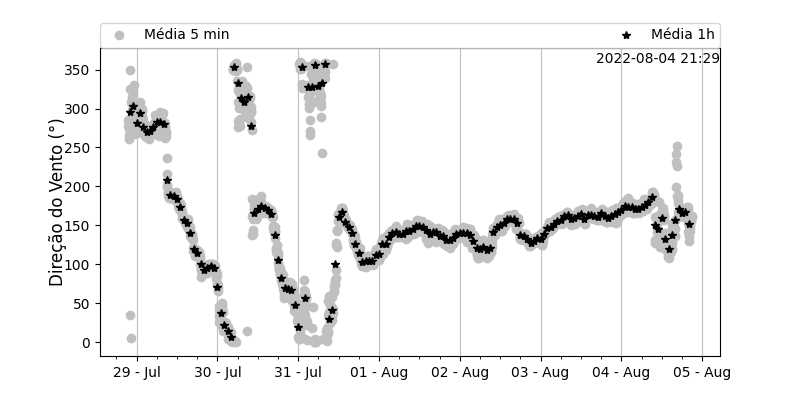 Média 5 min
Média 1h
2022-08-04 21:29
Direção do Vento (°)
350
300
250
200
150
100
50
0
29 - Jul
30 - Jul
31 - Jul
01 - Aug
02 - Aug
03 - Aug
04 - Aug
05 - Aug